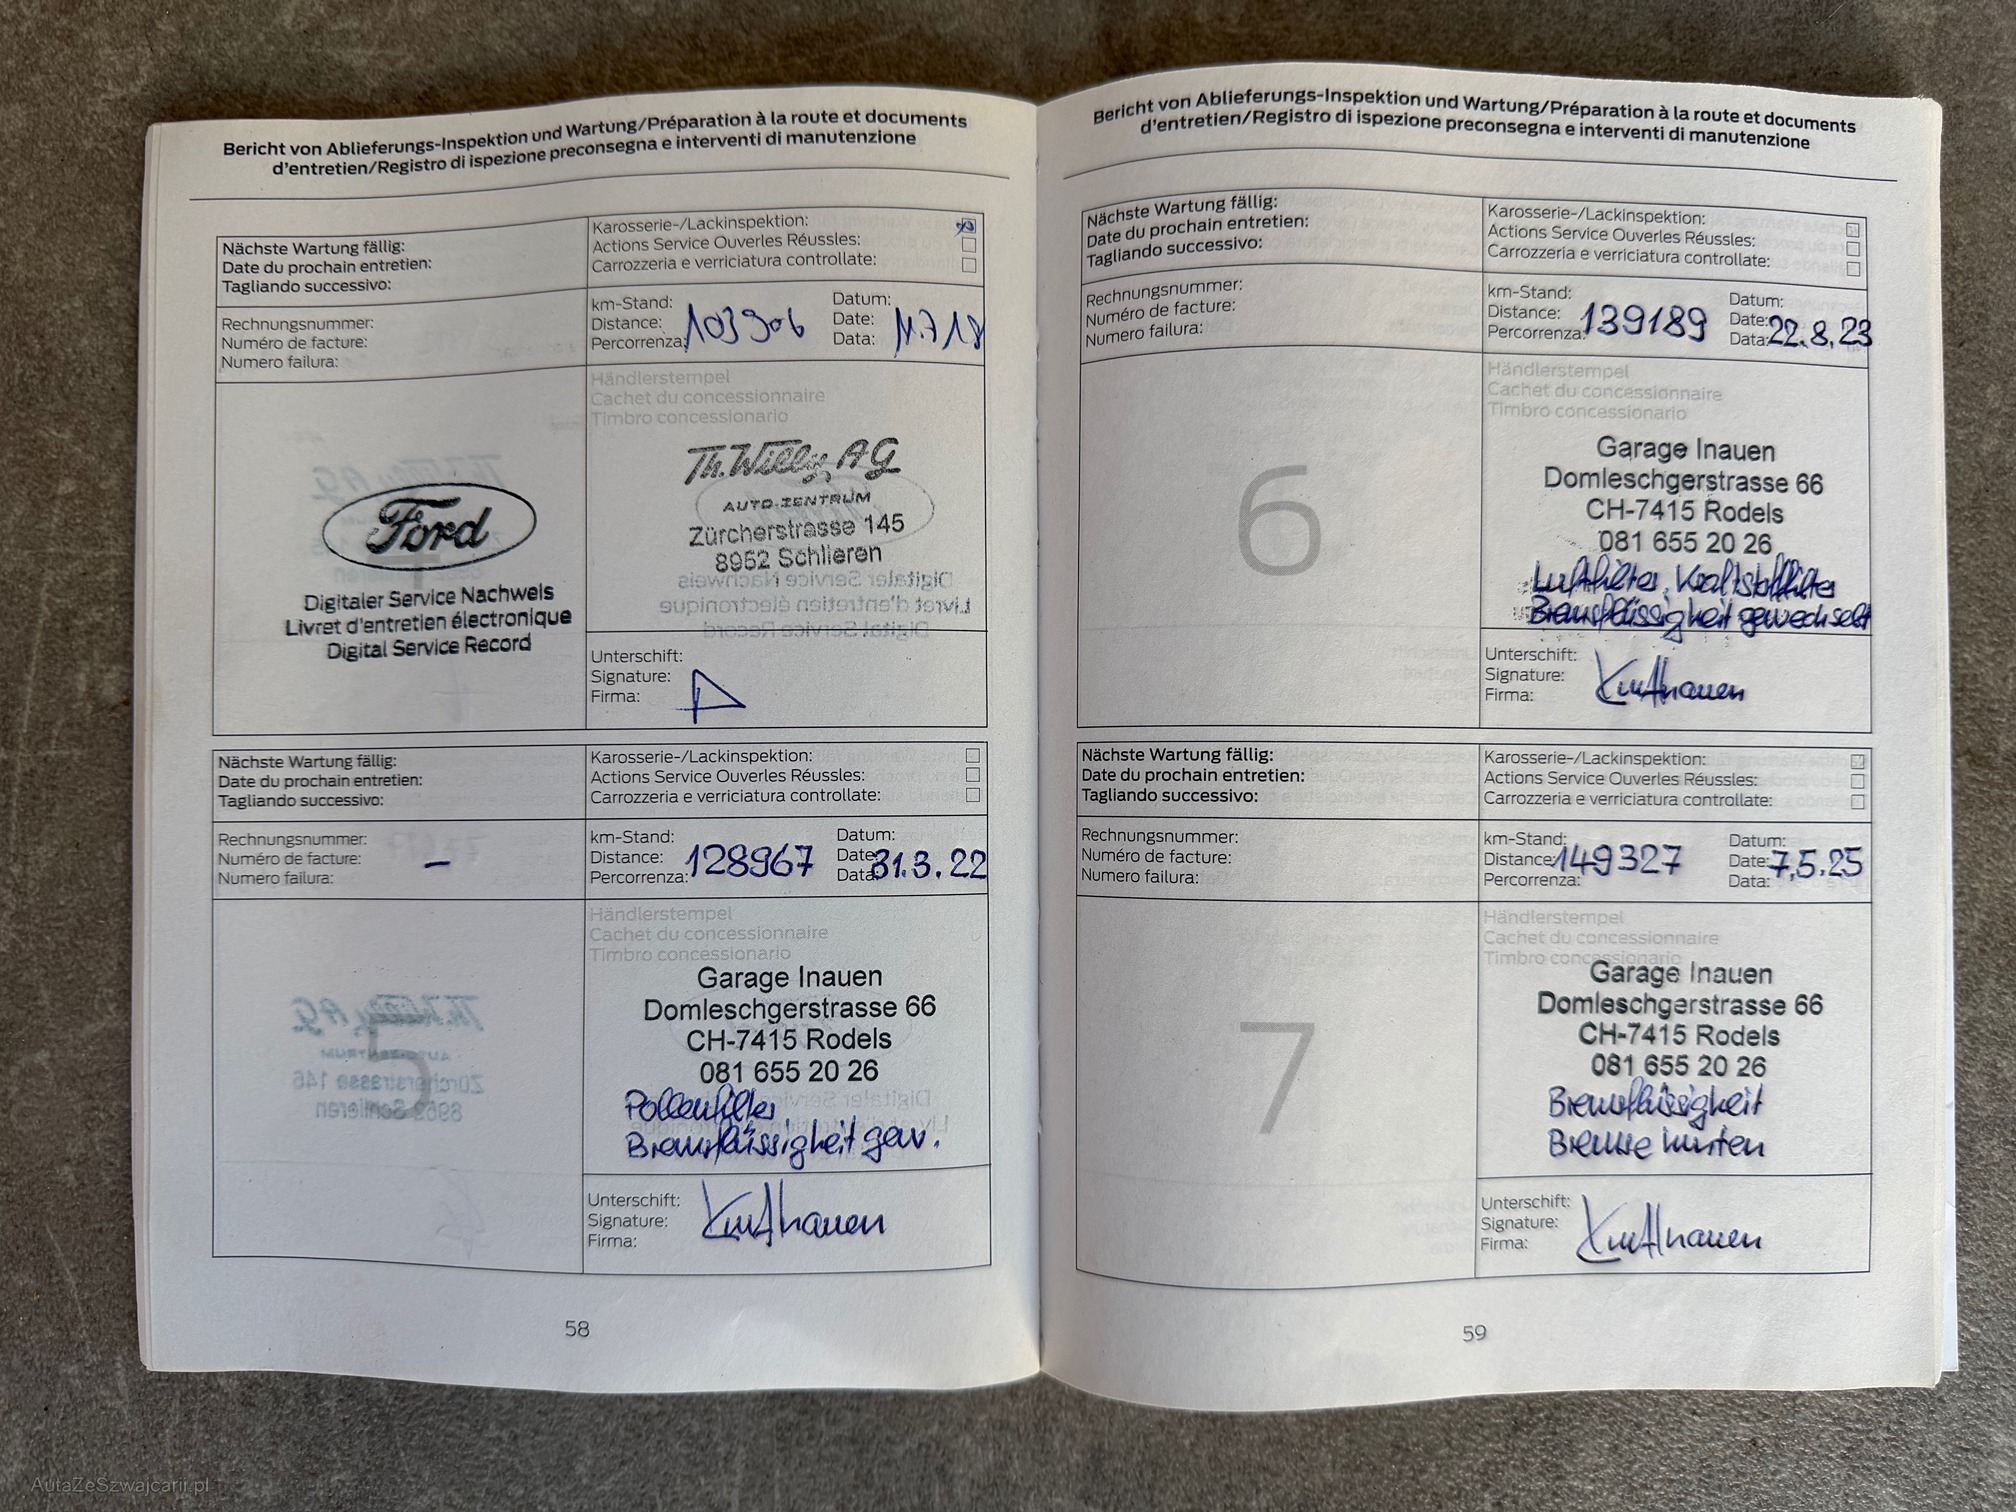 Bericht von Ablieferungs-Inspektion und Wartung/Préparation à la route et documents
d'entretien/Registro di ispezione preconsegna e interventi di manutenzione
Nächste Wartung fällig:
Date du prochain entretien:
Tagliando successivo:
Karosserie-/Lackinspektion:
Actions Service Ouverles Réussles:
Carrozzeria e verriciatura controllate:
Rechnungsnummer:
Numéro de facture:
Numero failura:
km-Stand:
Distance:
Percorrenza:
103906
Datum:
Date:
Data:
11.7.18
Ford
Digitaler Service Nachweis
Livret d'entretien électronique
Digital Service Record
Händlerstempel
Cachet du concessionnaire
Timbro concessionario
Th. Willy AG
AUTO-ZENTRUM
Zürcherstrasse 145
8952 Schlieren
Unterschift:
Signature:
Firma:
Nächste Wartung fällig:
Date du prochain entretien:
Tagliando successivo:
Karosserie-/Lackinspektion:
Actions Service Ouverles Réussles:
Carrozzeria e verriciatura controllate:
Rechnungsnummer:
Numéro de facture: –
Numero failura:
km-Stand:
Distance:
Percorrenza:
128967
Datum:
Date:
Data:
31.3.22
Händlerstempel
Cachet du concessionnaire
Timbro concessionario
Garage Inauen
Domleschgerstrasse 66
CH-7415 Rodels
081 655 20 26
Pollenfilter
Bremsflüssigkeit gew.
Unterschift:
Signature:
Firma:
58
Bericht von Ablieferungs-Inspektion und Wartung/Préparation à la route et documents
d'entretien/Registro di ispezione preconsegna e interventi di manutenzione
Nächste Wartung fällig:
Date du prochain entretien:
Tagliando successivo:
Karosserie-/Lackinspektion:
Actions Service Ouverles Réussles:
Carrozzeria e verriciatura controllate:
Rechnungsnummer:
Numéro de facture:
Numero failura:
km-Stand:
Distance:
Percorrenza:
139189
Datum:
Date:
Data:
22.8.23
6
Händlerstempel
Cachet du concessionnaire
Timbro concessionario
Garage Inauen
Domleschgerstrasse 66
CH-7415 Rodels
081 655 20 26
Luftfilter, Kraftstofffilter
Bremsflüssigkeit gewechselt
Unterschift:
Signature:
Firma:
Nächste Wartung fällig:
Date du prochain entretien:
Tagliando successivo:
Karosserie-/Lackinspektion:
Actions Service Ouverles Réussles:
Carrozzeria e verriciatura controllate:
Rechnungsnummer:
Numéro de facture:
Numero failura:
km-Stand:
Distance:
Percorrenza:
149327
Datum:
Date:
Data:
7.5.25
7
Händlerstempel
Cachet du concessionnaire
Timbro concessionario
Garage Inauen
Domleschgerstrasse 66
CH-7415 Rodels
081 655 20 26
Bremsflüssigkeit
Bremse hinten
Unterschift:
Signature:
Firma:
59
AutaZeSzwajcarii.pl